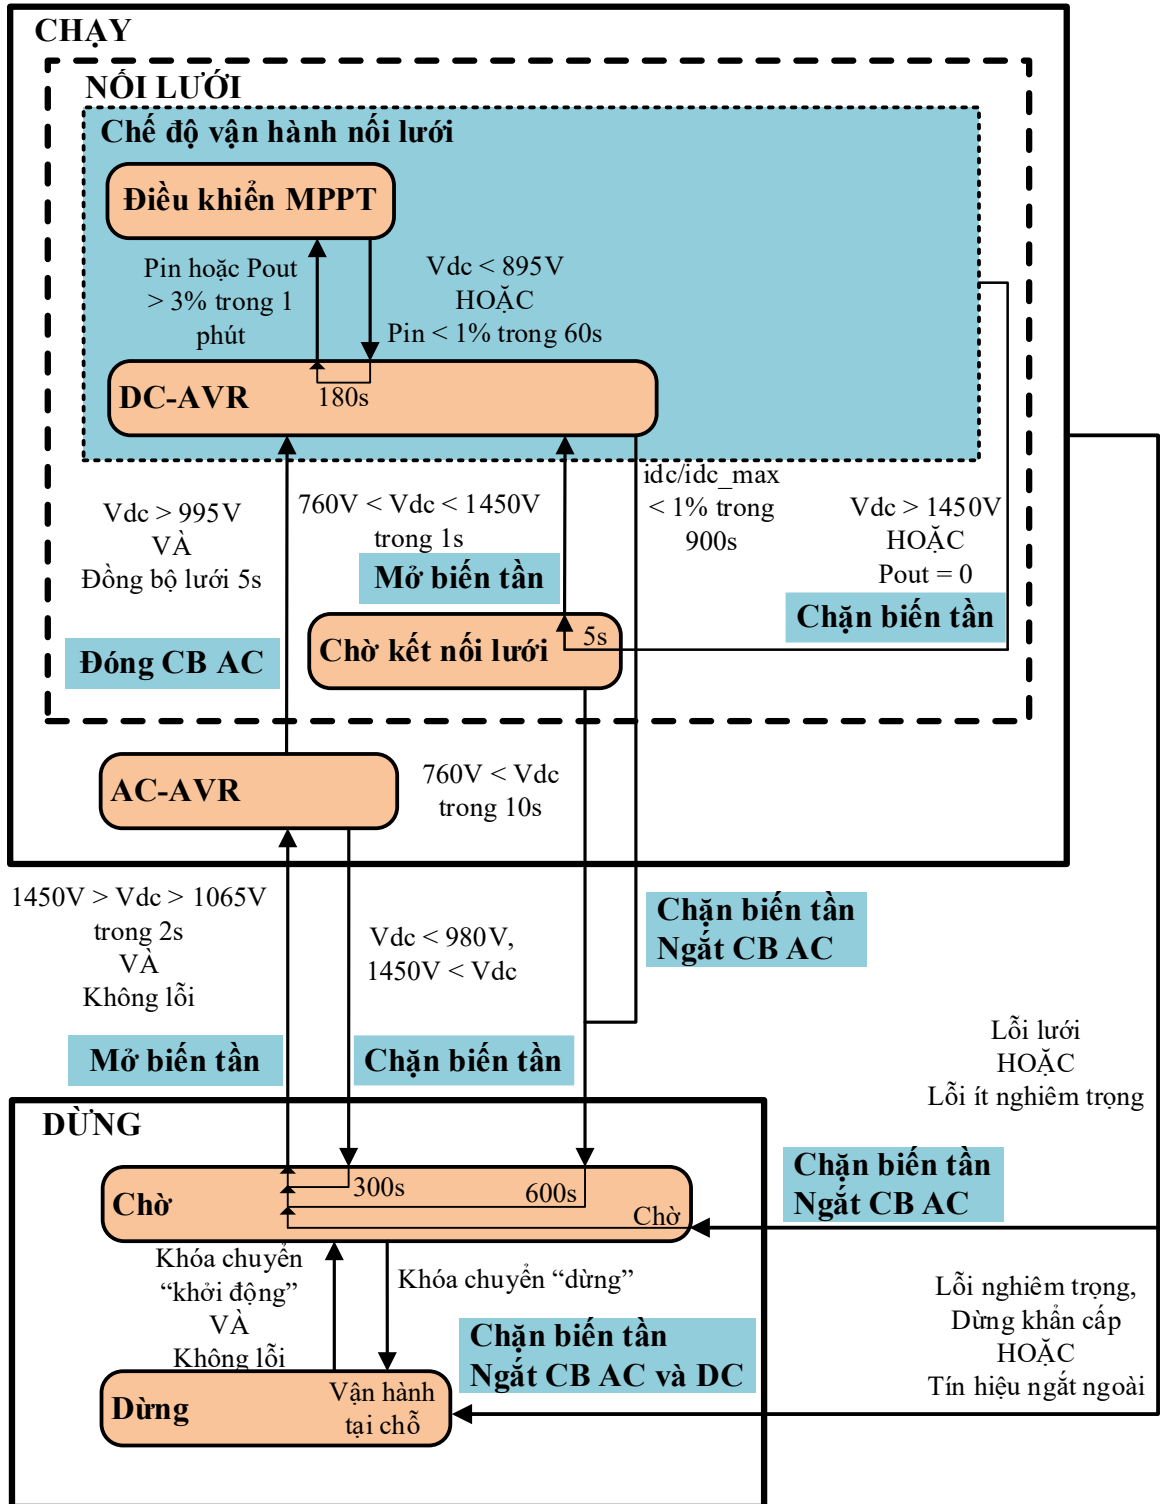 CHẠY
NỐI LƯỚI
Chế độ vận hành nối lưới
Điều khiển MPPT
Pin hoặc Pout
> 3% trong 1
phút
Vdc < 895V
HOẶC
Pin < 1% trong 60s
DC-AVR
180s
Vdc > 995V
VÀ
Đồng bộ lưới 5s
760V < Vdc < 1450V
trong 1s
Mở biến tần
idc/idc_max
< 1% trong
900s
Vdc > 1450V
HOẶC
Pout = 0
Chặn biến tần
Đóng CB AC
Chờ kết nối lưới
5s
AC-AVR
760V < Vdc
trong 10s
1450V > Vdc > 1065V
trong 2s
VÀ
Không lỗi
Vdc < 980V,
1450V < Vdc
Chặn biến tần
Ngắt CB AC
Mở biến tần
Chặn biến tần
Lỗi lưới
HOẶC
Lỗi ít nghiêm trọng
DỪNG
Chờ
300s
600s
Chờ
Chặn biến tần
Ngắt CB AC
Khóa chuyển
“khởi động”
VÀ
Không lỗi
Khóa chuyển “dừng”
Chặn biến tần
Ngắt CB AC và DC
Lỗi nghiêm trọng,
Dừng khẩn cấp
HOẶC
Tín hiệu ngắt ngoài
Dừng
Vận hành
tại chỗ